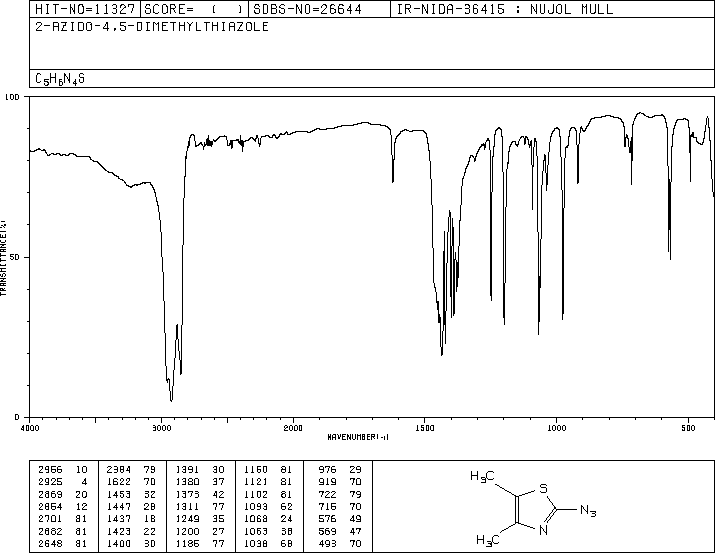 HIT-NO=11327 SCORE= ( ) SDBS-NO=26644 IR-NIDA-36415 : NUJOL MULL
2-AZIDO-4,5-DIMETHYLTHIAZOLE
C5H6N4S
100
50
0
TRANSMITTANCE(%)
4000 3000 2000 1500 1000 500
WAVENUMBER(-1)
2956 10 2384 79 1391 30 1160 81 976 29
2925 4 1622 70 1380 37 1121 81 919 70
2869 20 1453 32 1373 42 1102 81 722 79
2854 12 1447 28 1311 77 1093 62 715 70
2701 81 1437 18 1249 35 1068 24 576 49
2682 81 1423 22 1200 27 1063 38 569 47
2648 81 1400 30 1185 77 1038 68 493 70
H3C
S
N3
N
H3C